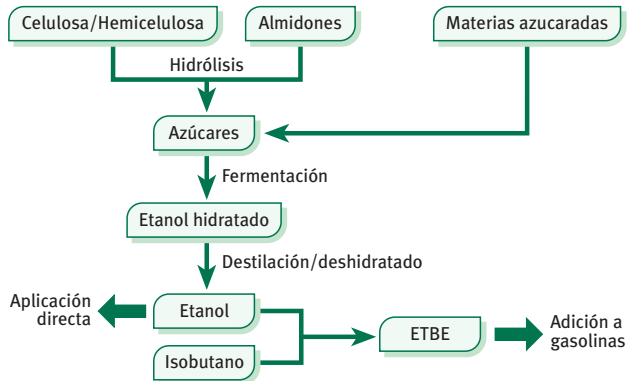 Celulosa/Hemicelulosa
Almidones
Materias azucaradas
Hidrólisis
Azúcares
Fermentación
Etanol hidratado
Destilación/deshidratado
Aplicación
directa
Etanol
Isobutano
ETBE
Adición a
gasolinas